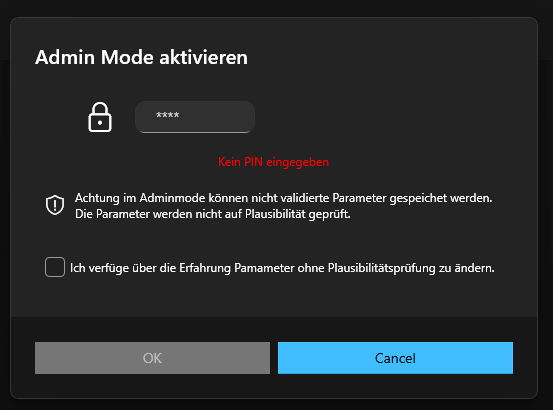 Admin Mode aktivieren
****
Kein PIN eingegeben
Achtung im Adminmode können nicht validierte Parameter gespeichet werden.
Die Parameter werden nicht auf Plausibilität geprüft.
Ich verfüge über die Erfahrung Pamameter ohne Plausibilitätsprüfung zu ändern.
OK
Cancel